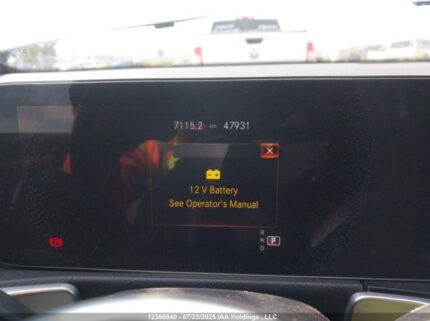 7115.2 km 47931
12 V Battery
See Operator's Manual
R
N
D P
12366940 - 07/23/2025 IAA Holdings , LLC